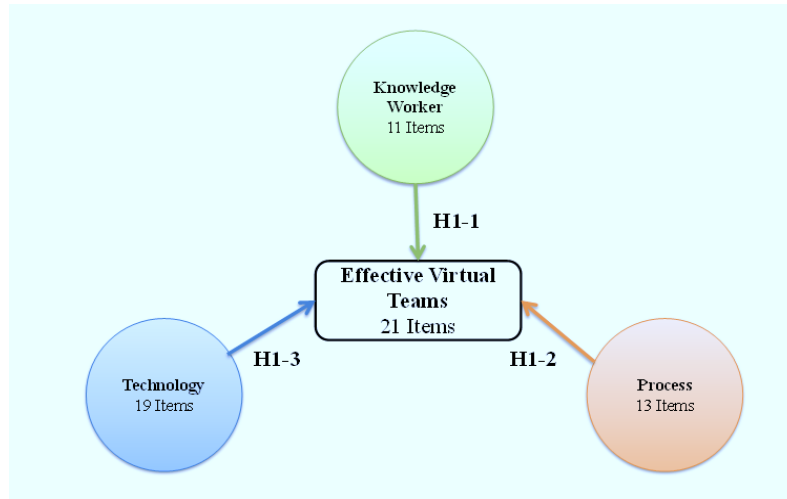 Knowledge
Worker
11 Items
H1-1
Effective Virtual
Teams
21 Items
H1-3
H1-2
Technology
19 Items
Process
13 Items